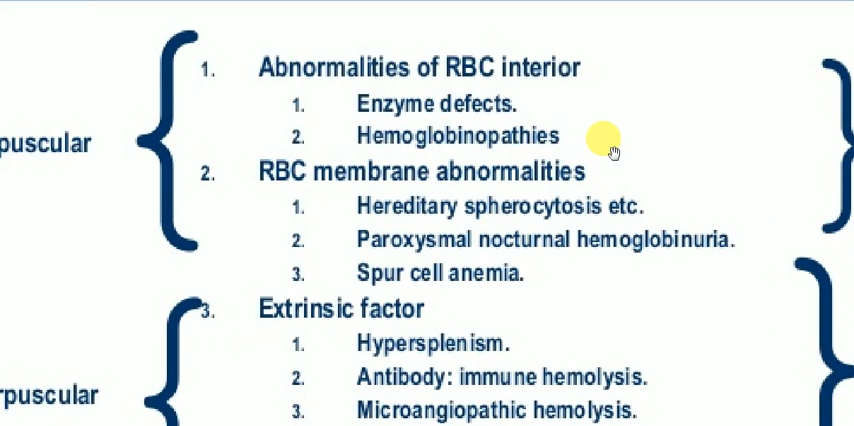 1. Abnormalities of RBC interior
1. Enzyme defects.
2. Hemoglobinopathies
puscular
2. RBC membrane abnormalities
1. Hereditary spherocytosis etc.
2. Paroxysmal nocturnal hemoglobinuria.
3. Spur cell anemia.
3. Extrinsic factor
1. Hypersplenism.
2. Antibody: immune hemolysis.
rpuscular
3. Microangiopathic hemolysis.